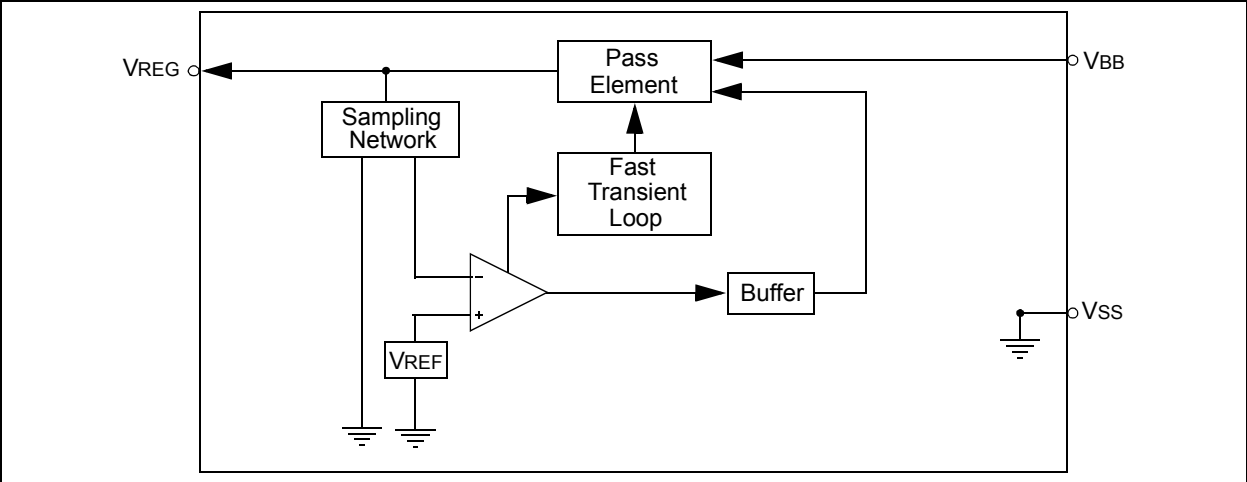 Pass
Element
VREG
VBB
Sampling
Network
Fast
Transient
Loop
−
+
Buffer
VSS
VREF